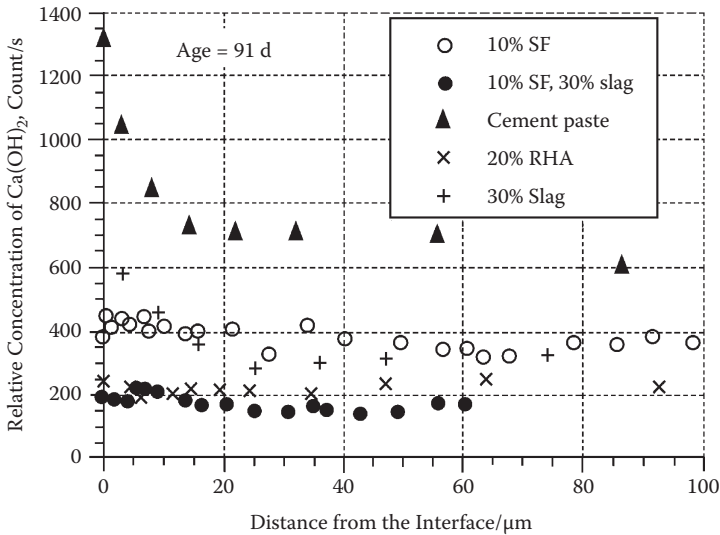 Relative Concentration of Ca(OH)2, Count/s
1400
1200
1000
800
600
400
200
0
Age = 91 d
10% SF
10% SF, 30% slag
Cement paste
20% RHA
30% Slag
0 20 40 60 80 100
Distance from the Interface/μm